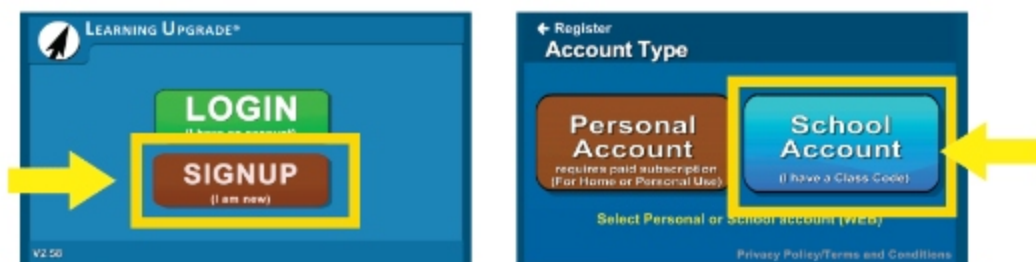 LEARNING UPGRADE®
LOGIN
(I have an account)
SIGNUP
(I am new)
V2.58
← Register
Account Type
Personal
Account
requires paid subscription
(For Home or Personal Use)
School
Account
(I have a Class Code)
Select Personal or School account (WEB)
Privacy Policy/Terms and Conditions